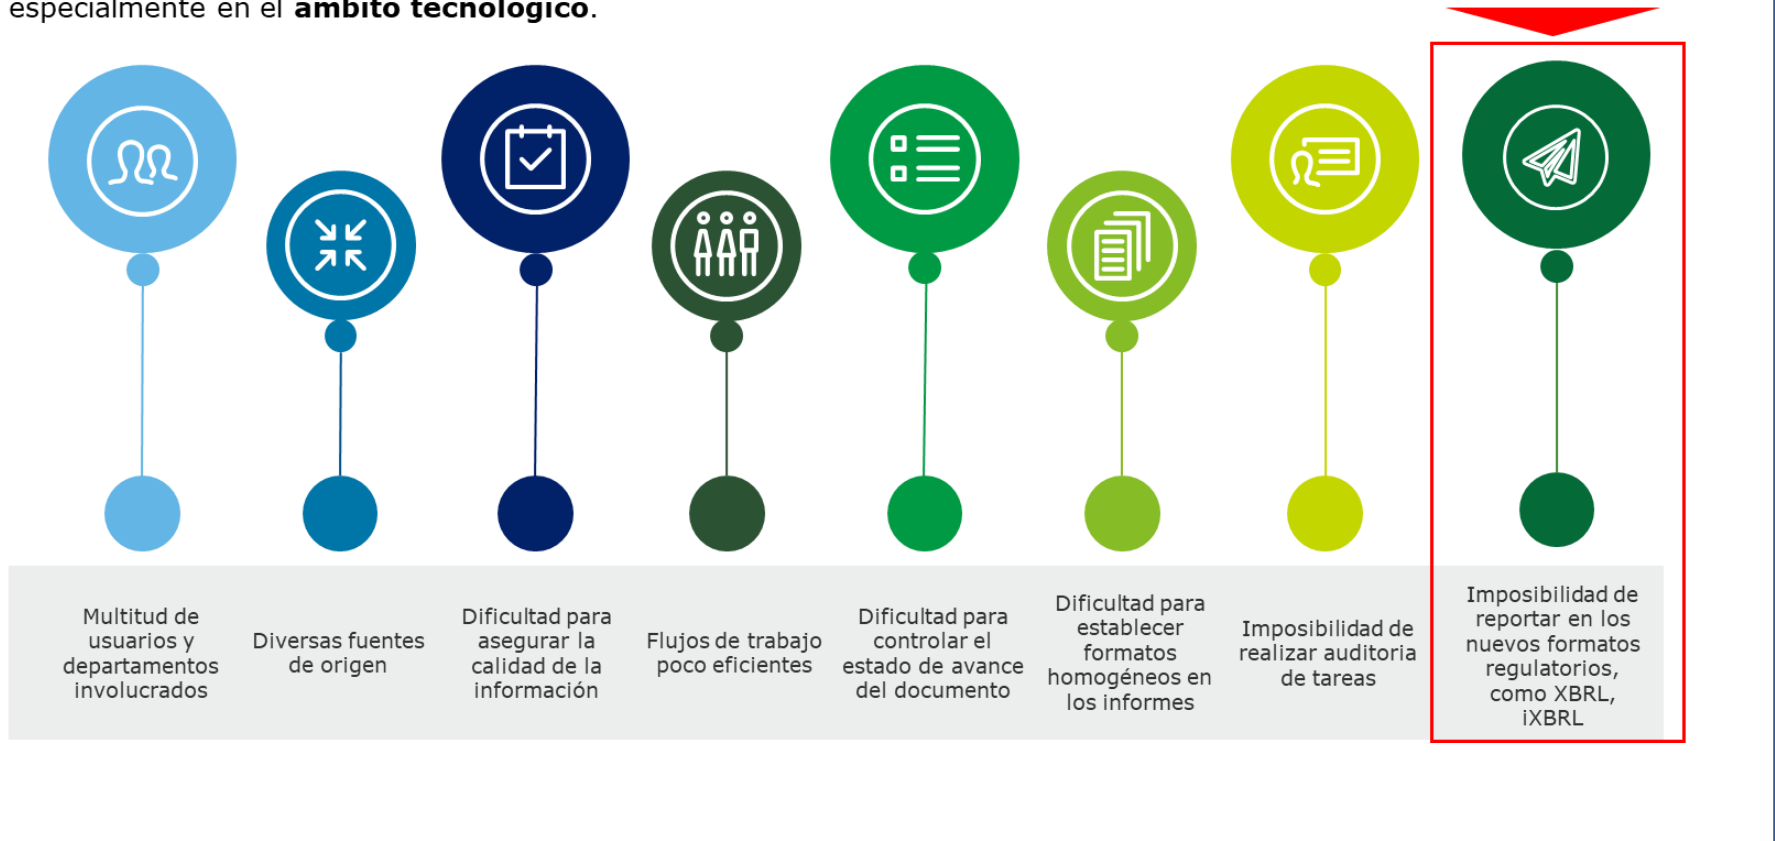 especialmente en el ámbito tecnológico.
Multitud de
usuarios y
departamentos
involucrados
Diversas fuentes
de origen
Dificultad para
asegurar la
calidad de la
información
Flujos de trabajo
poco eficientes
Dificultad para
controlar el
estado de avance
del documento
Dificultad para
establecer
formatos
homogéneos en
los informes
Imposibilidad de
realizar auditoria
de tareas
Imposibilidad de
reportar en los
nuevos formatos
regulatorios,
como XBRL,
iXBRL